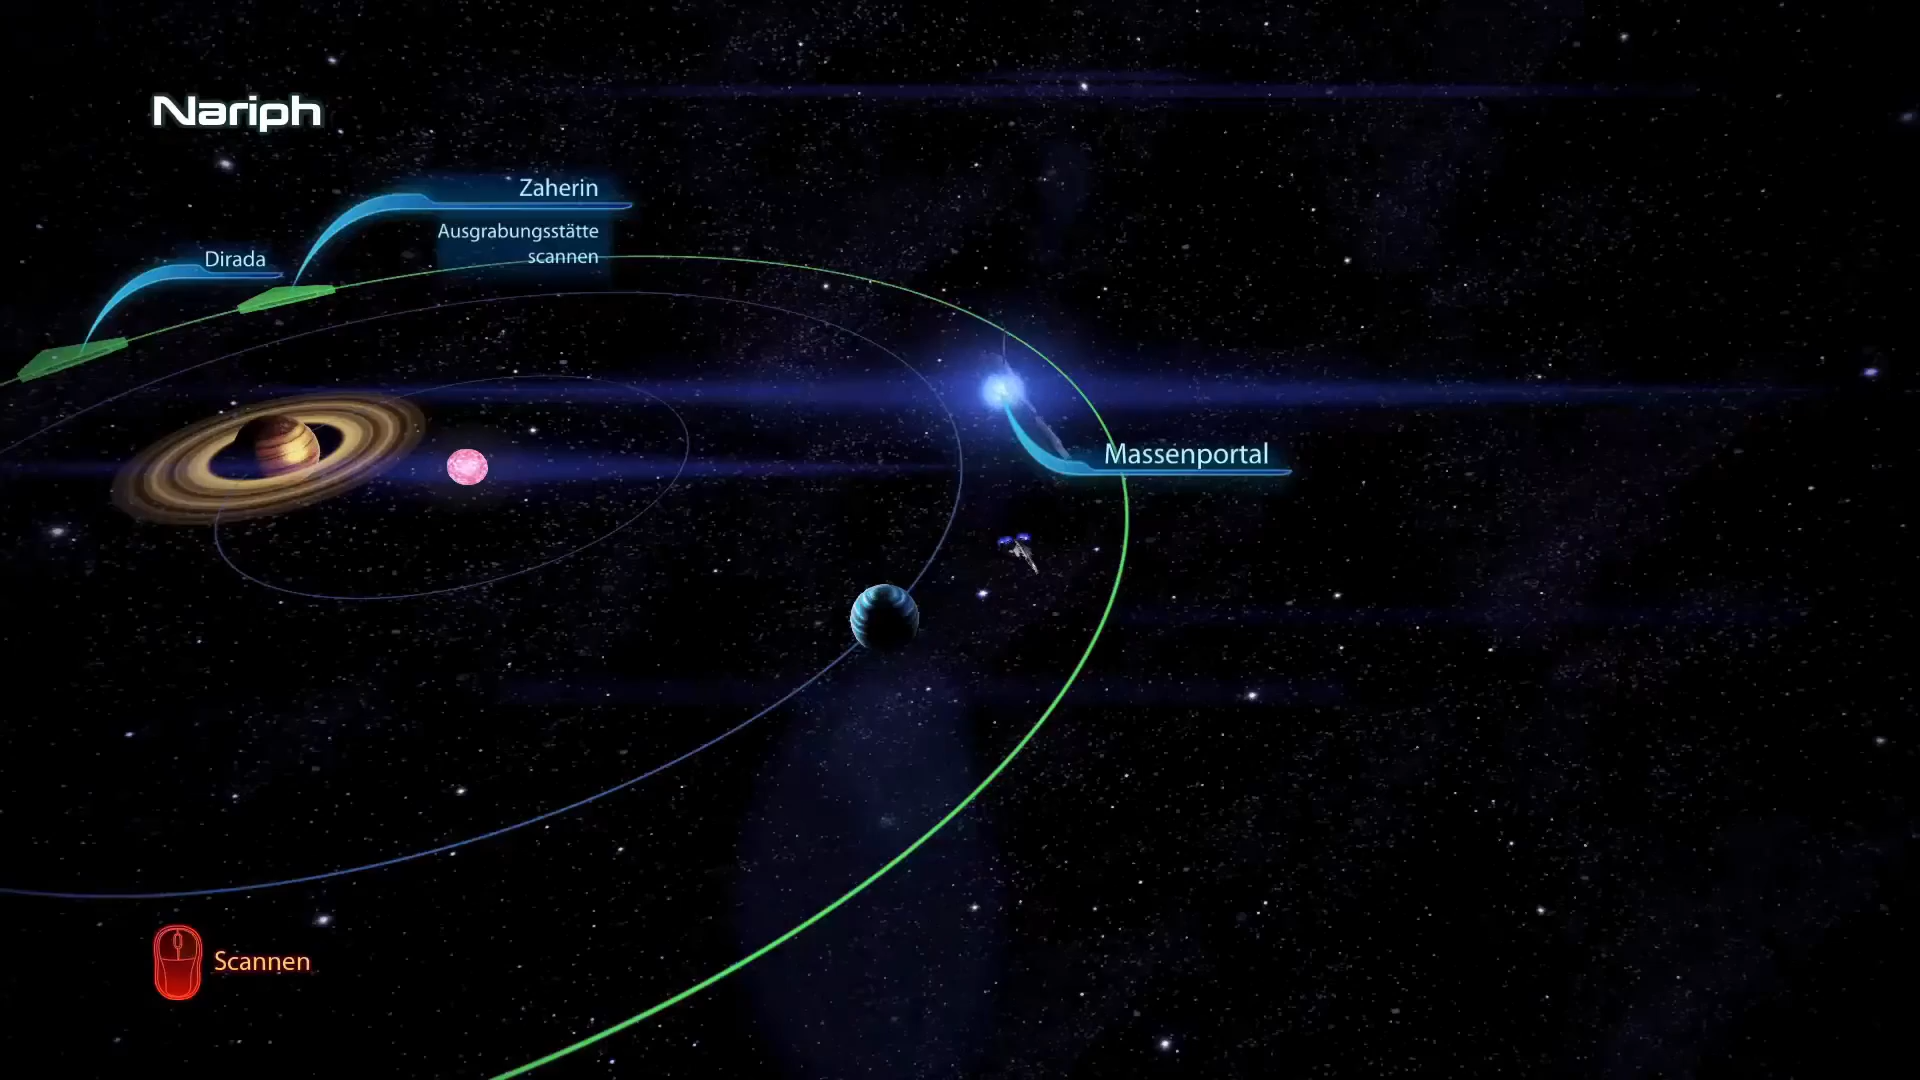 Nariph
Zaherin
Ausgrabungsstätte
scannen
Dirada
Massenportal
Scannen